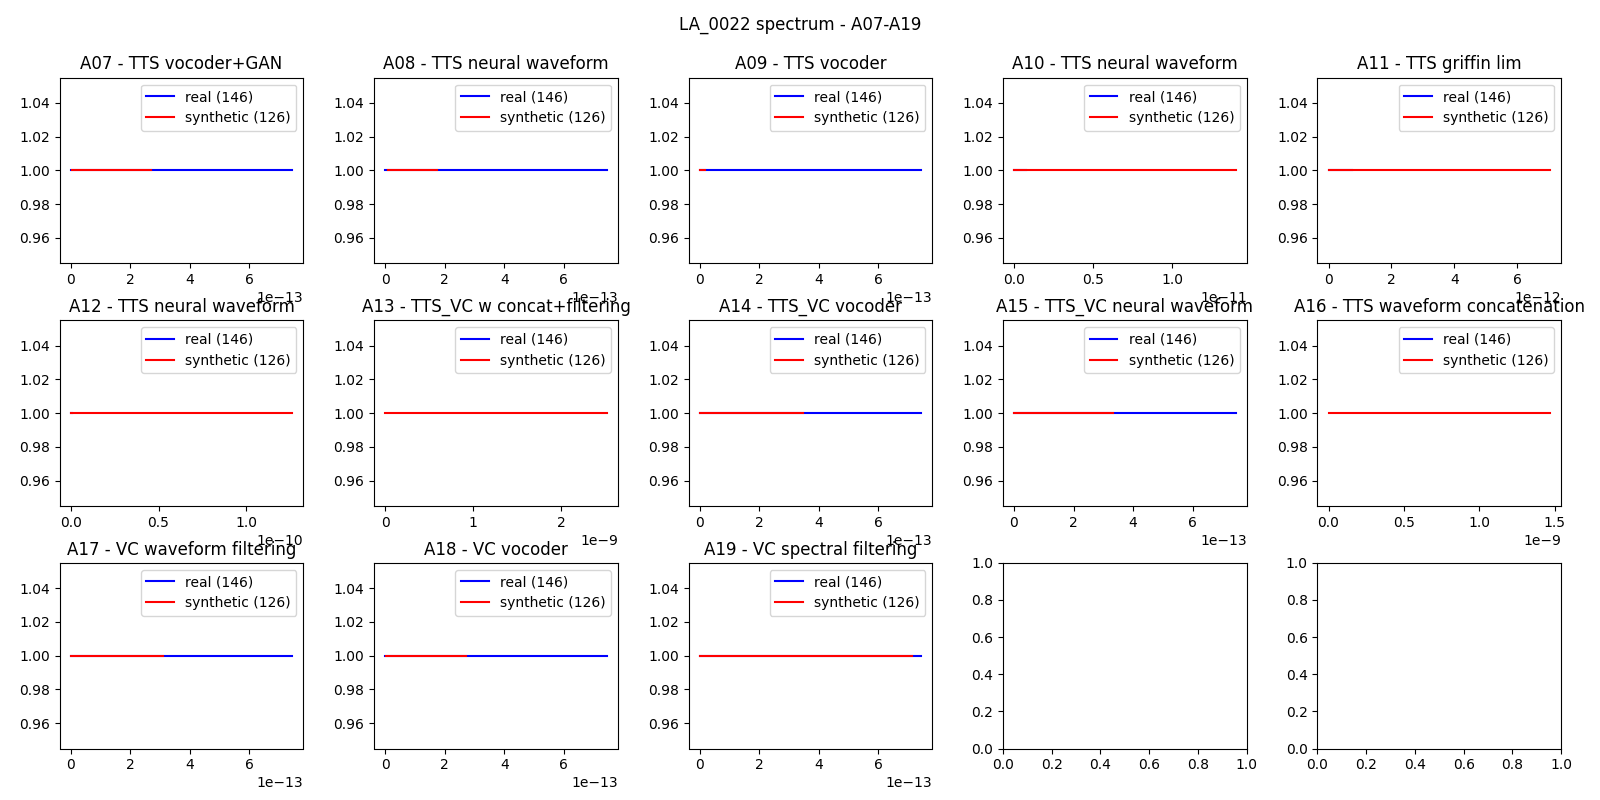 LA_0022 spectrum - A07-A19
A07 - TTS vocoder+GAN
1.04
1.02
1.00
0.98
0.96
real (146)
synthetic (126)
0 2 4 6
1e−13
A08 - TTS neural waveform
1.04
1.02
1.00
0.98
0.96
real (146)
synthetic (126)
0 2 4 6
1e−13
A09 - TTS vocoder
1.04
1.02
1.00
0.98
0.96
real (146)
synthetic (126)
0 2 4 6
1e−13
A10 - TTS neural waveform
1.04
1.02
1.00
0.98
0.96
real (146)
synthetic (126)
0.0 0.5 1.0
1e−11
A11 - TTS griffin lim
1.04
1.02
1.00
0.98
0.96
real (146)
synthetic (126)
0 2 4 6
1e−12
A12 - TTS neural waveform
1.04
1.02
1.00
0.98
0.96
real (146)
synthetic (126)
0.0 0.5 1.0
1e−10
A13 - TTS_VC w concat+filtering
1.04
1.02
1.00
0.98
0.96
real (146)
synthetic (126)
0 1 2
1e−9
A14 - TTS_VC vocoder
1.04
1.02
1.00
0.98
0.96
real (146)
synthetic (126)
0 2 4 6
1e−13
A15 - TTS_VC neural waveform
1.04
1.02
1.00
0.98
0.96
real (146)
synthetic (126)
0 2 4 6
1e−13
A16 - TTS waveform concatenation
1.04
1.02
1.00
0.98
0.96
real (146)
synthetic (126)
0.0 0.5 1.0 1.5
1e−9
A17 - VC waveform filtering
1.04
1.02
1.00
0.98
0.96
real (146)
synthetic (126)
0 2 4 6
1e−13
A18 - VC vocoder
1.04
1.02
1.00
0.98
0.96
real (146)
synthetic (126)
0 2 4 6
1e−13
A19 - VC spectral filtering
1.04
1.02
1.00
0.98
0.96
real (146)
synthetic (126)
0 2 4 6
1e−13
1.0
0.8
0.6
0.4
0.2
0.0
0.0 0.2 0.4 0.6 0.8 1.0
1.0
0.8
0.6
0.4
0.2
0.0
0.0 0.2 0.4 0.6 0.8 1.0